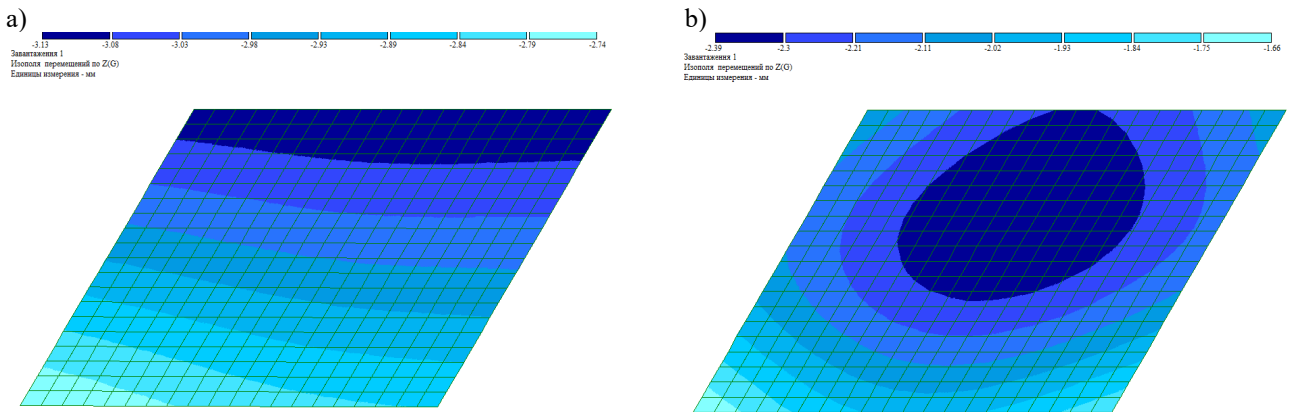 a)
-3.13 -3.08 -3.03 -2.98 -2.93 -2.89 -2.84 -2.79 -2.74
Завантаження 1
Изополя перемещений по Z(G)
Единицы измерения - мм
b)
-2.39 -2.3 -2.21 -2.11 -2.02 -1.93 -1.84 -1.75 -1.66
Завантаження 1
Изополя перемещений по Z(G)
Единицы измерения - мм